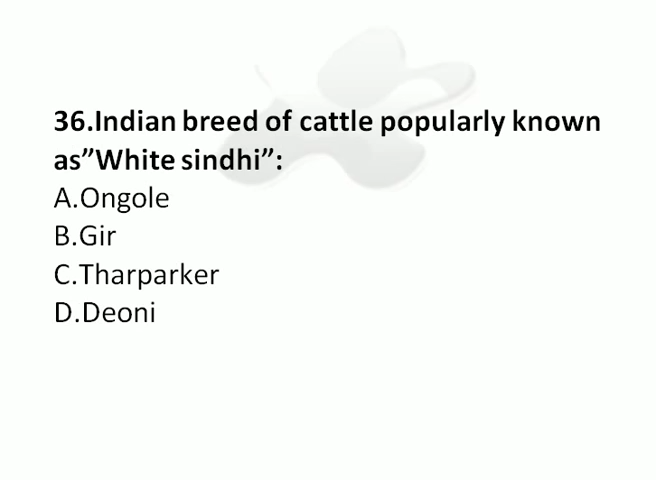 36.Indian breed of cattle popularly known
as”White sindhi”:
A.Ongole
B.Gir
C.Tharparker
D.Deoni